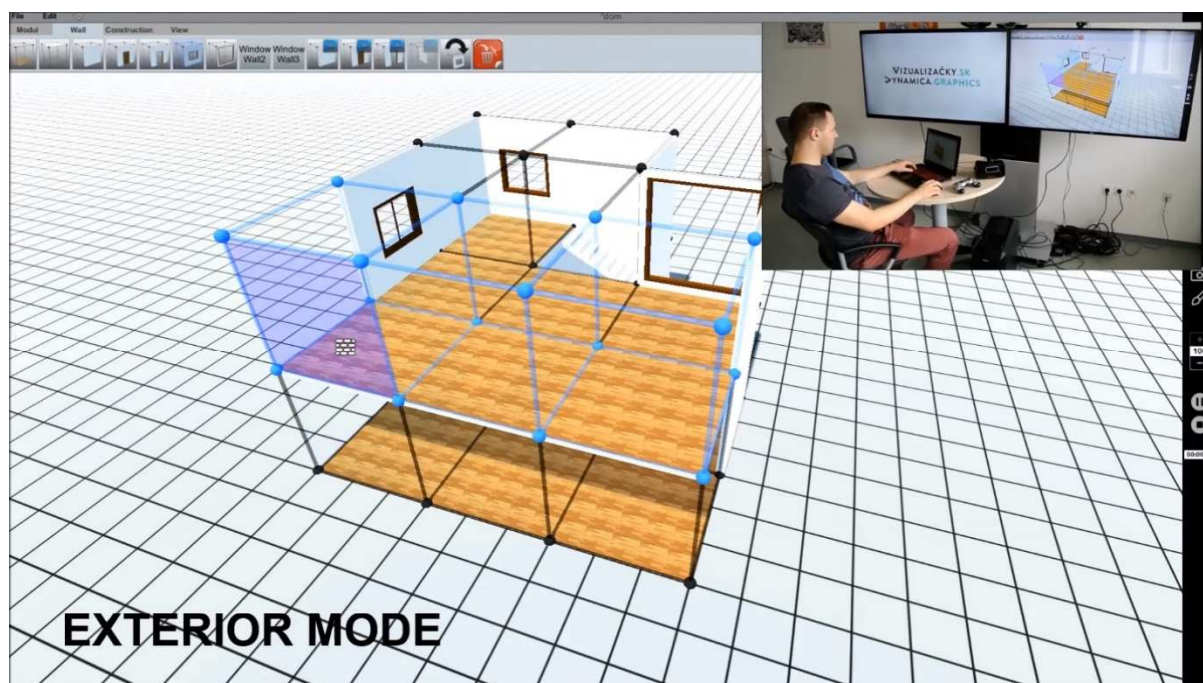 File Edit
*dom
Modul Wall Construction View
Window Window
Wall2 Wall3
VIZUALIZAČKY.SK
DYNAMICA.GRAPHICS
EXTERIOR MODE